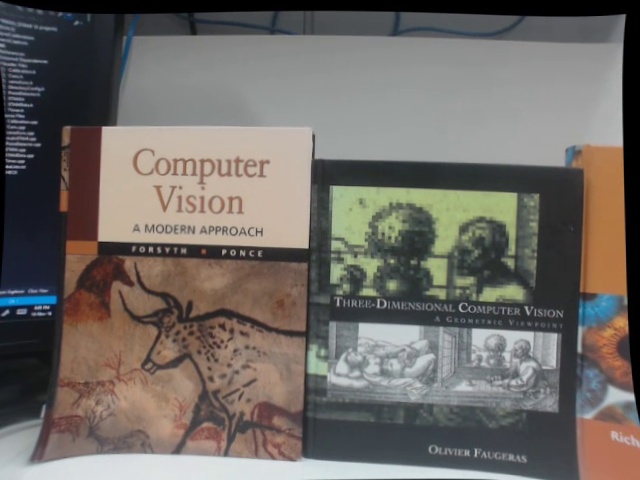 Computer
Vision
A MODERN APPROACH
FORSYTH ■ PONCE
THREE-DIMENSIONAL COMPUTER VISION
A GEOMETRIC VIEWPOINT
OLIVIER FAUGERAS
Rich